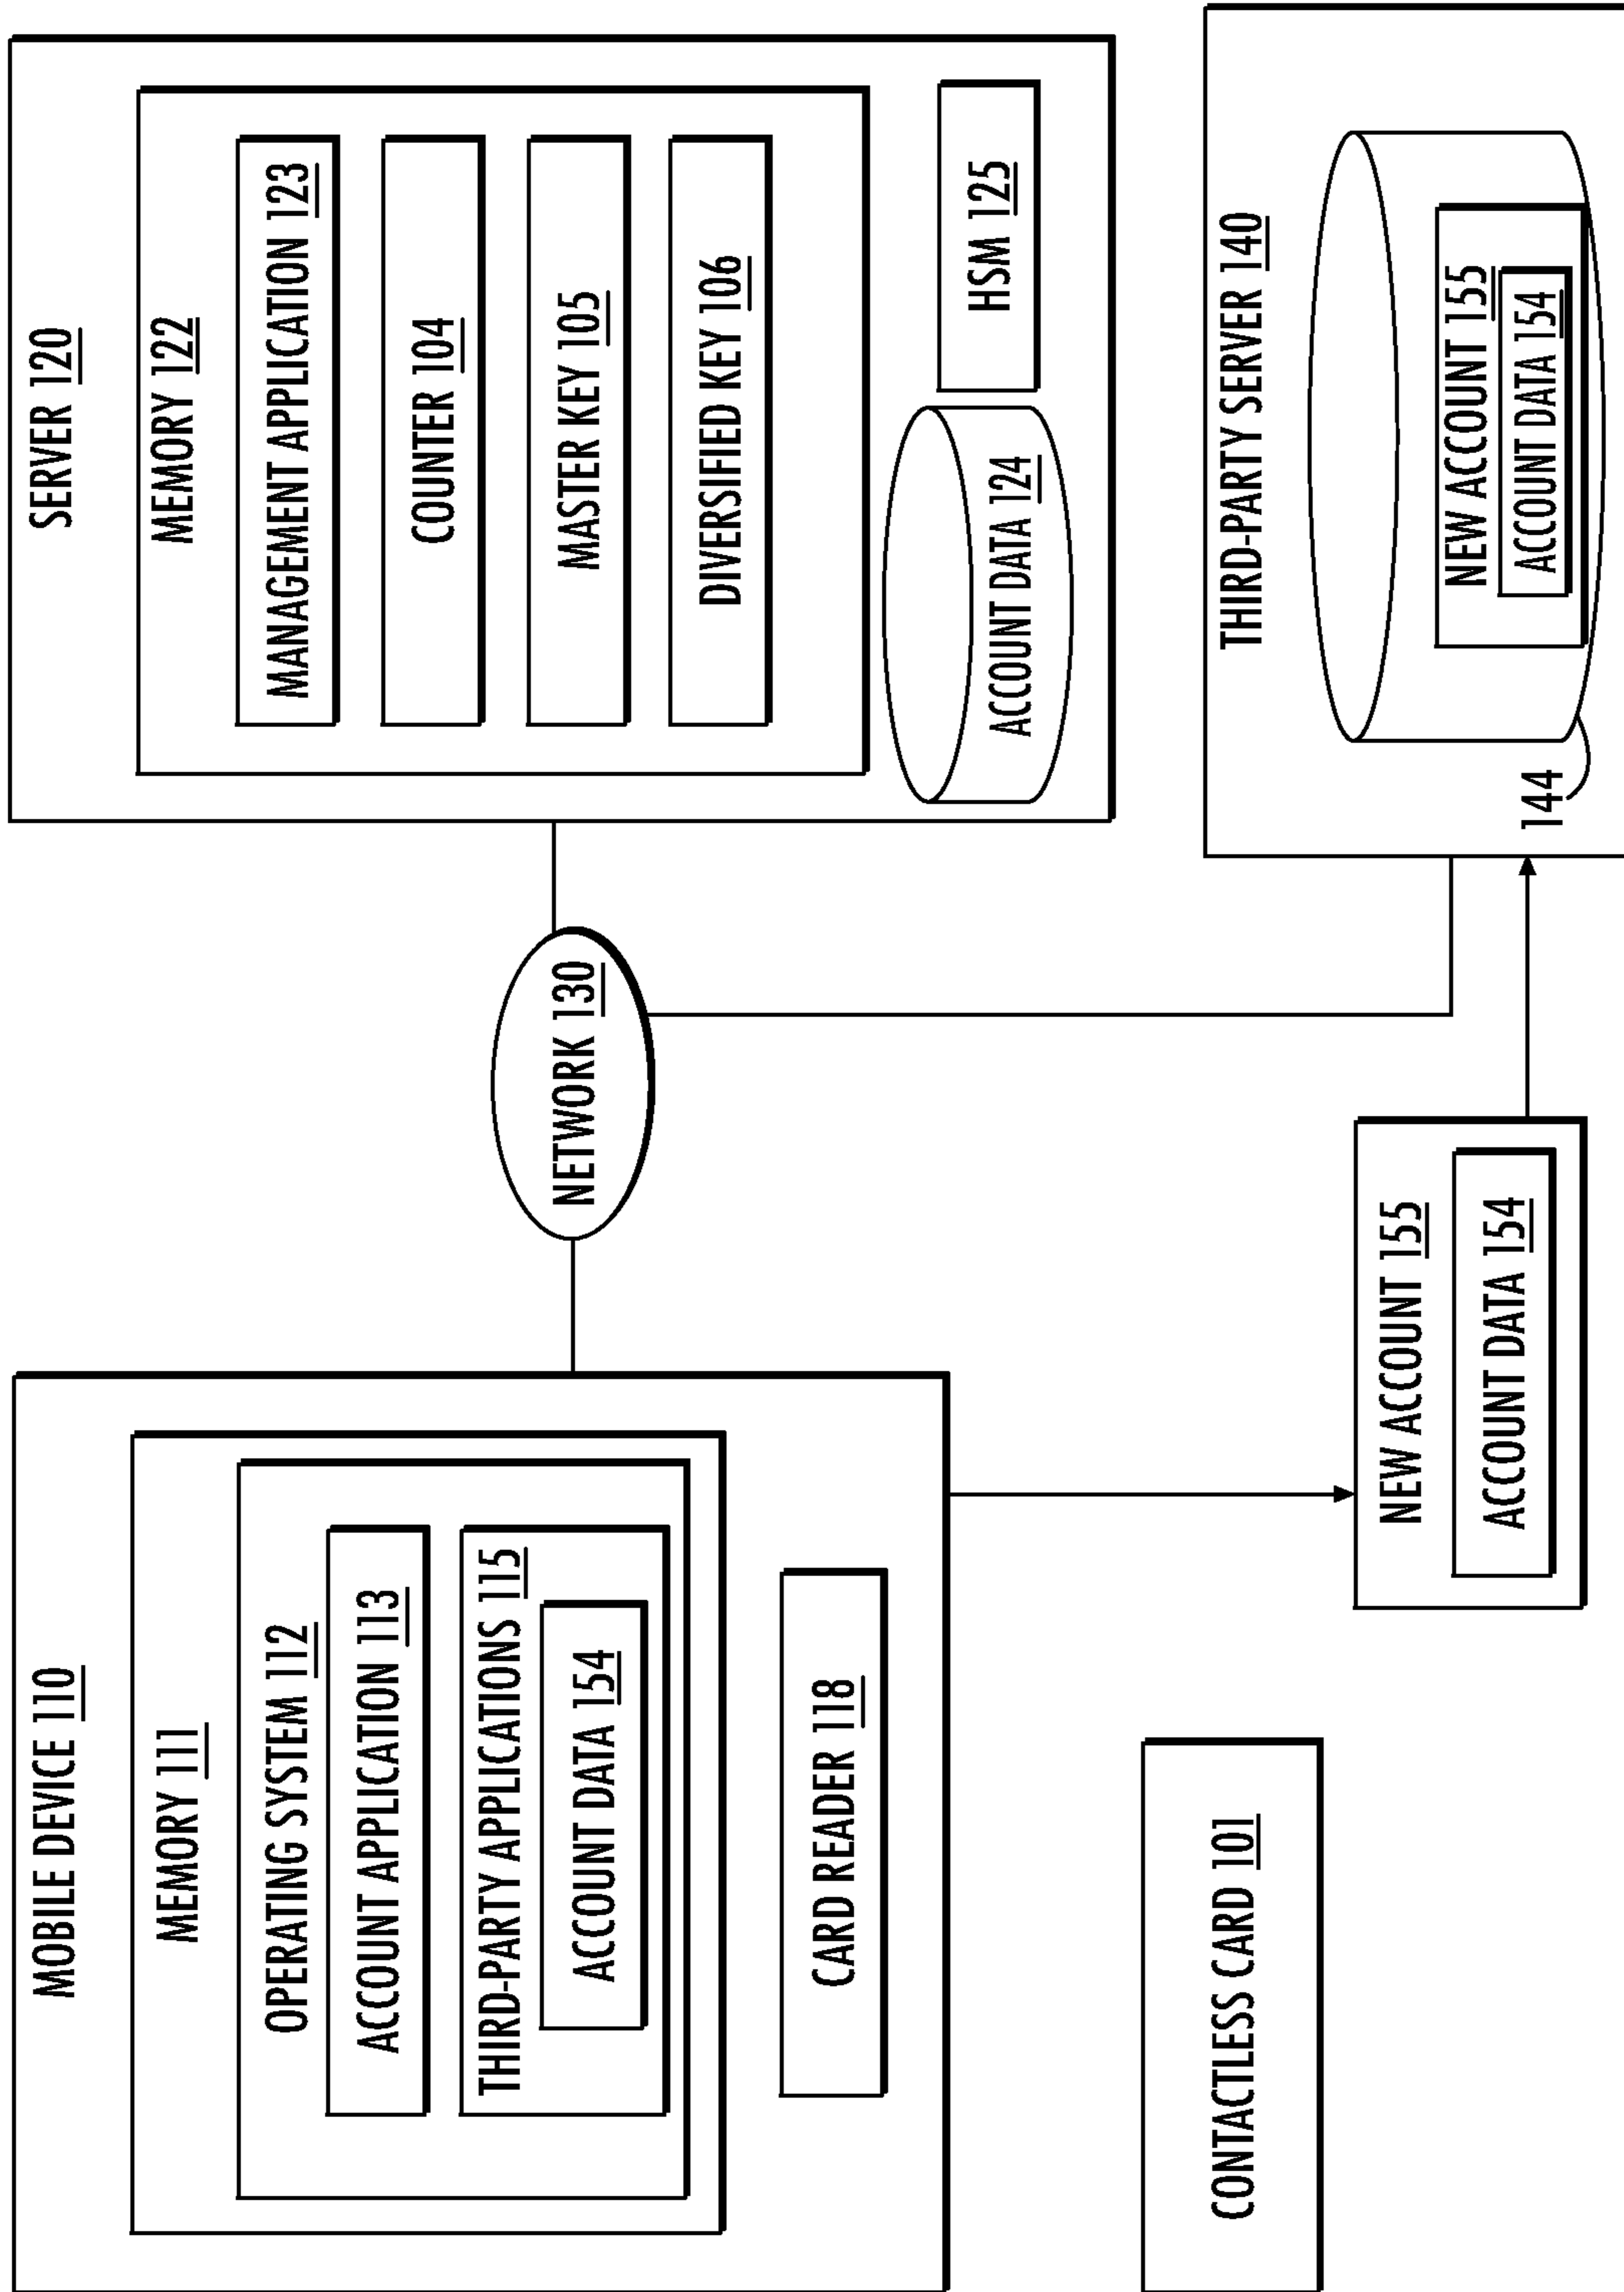 MOBILE DEVICE 110
MEMORY 111
OPERATING SYSTEM 112
ACCOUNT APPLICATION 113
THIRD-PARTY APPLICATIONS 115
ACCOUNT DATA 154
CARD READER 118
CONTACTLESS CARD 101
NETWORK 130
NEW ACCOUNT 155
ACCOUNT DATA 154
SERVER 120
MEMORY 122
MANAGEMENT APPLICATION 123
COUNTER 104
MASTER KEY 105
DIVERSIFIED KEY 106
ACCOUNT DATA 124
HSM 125
THIRD-PARTY SERVER 140
NEW ACCOUNT 155
ACCOUNT DATA 154
144